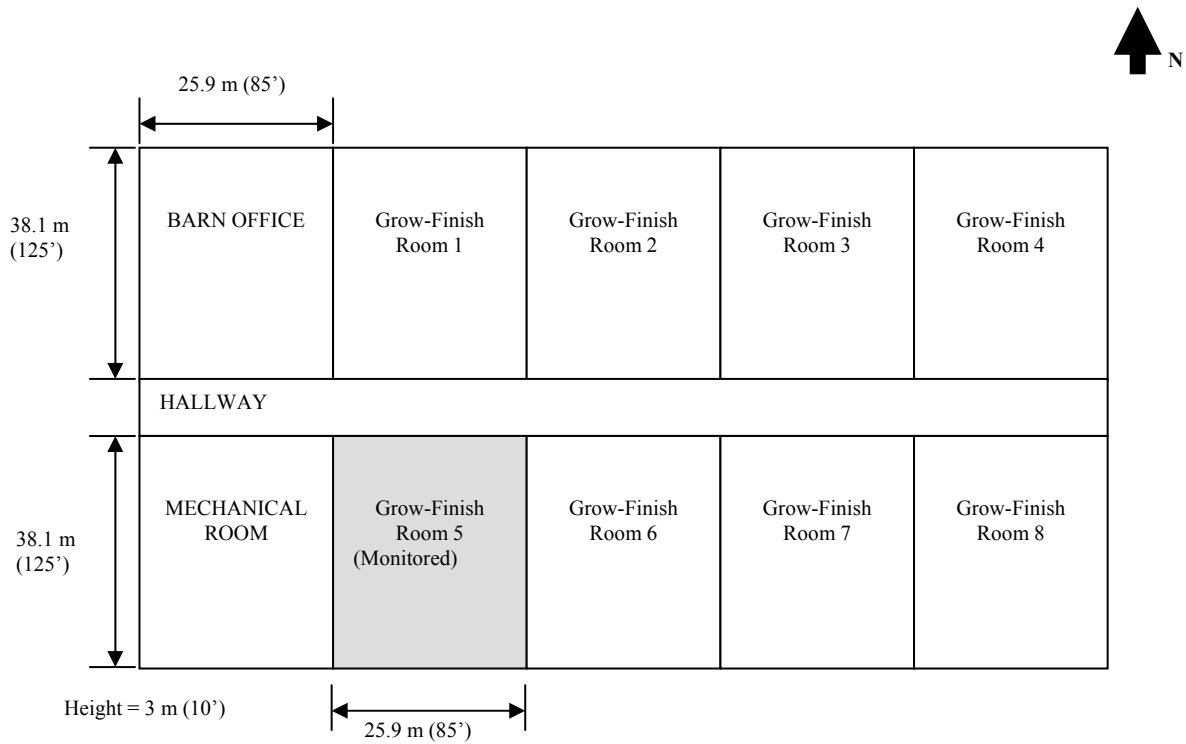 N
25.9 m (85’)
38.1 m
(125’)
BARN OFFICE
Grow-Finish
Room 1
Grow-Finish
Room 2
Grow-Finish
Room 3
Grow-Finish
Room 4
HALLWAY
38.1 m
(125’)
MECHANICAL
ROOM
Grow-Finish
Room 5
(Monitored)
Grow-Finish
Room 6
Grow-Finish
Room 7
Grow-Finish
Room 8
Height = 3 m (10’)
25.9 m (85’)